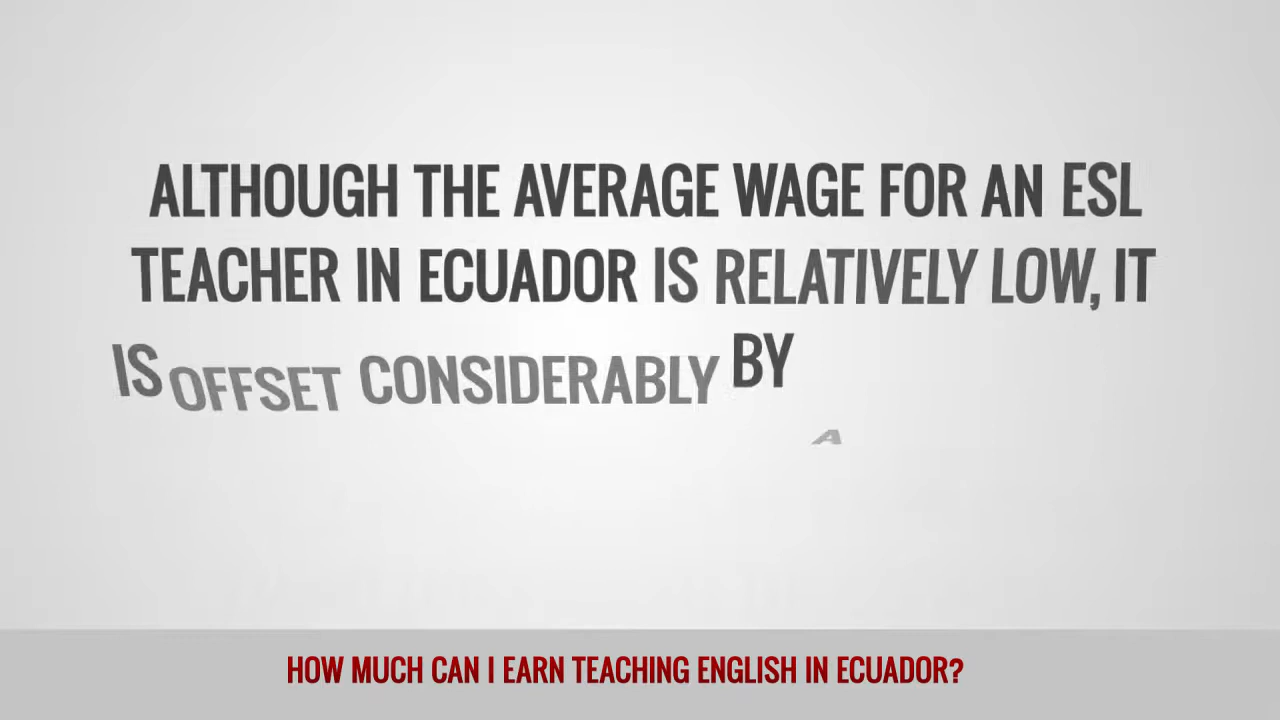 ALTHOUGH THE AVERAGE WAGE FOR AN ESL
TEACHER IN ECUADOR IS RELATIVELY LOW, IT
IS OFFSET CONSIDERABLY BY A
HOW MUCH CAN I EARN TEACHING ENGLISH IN ECUADOR?